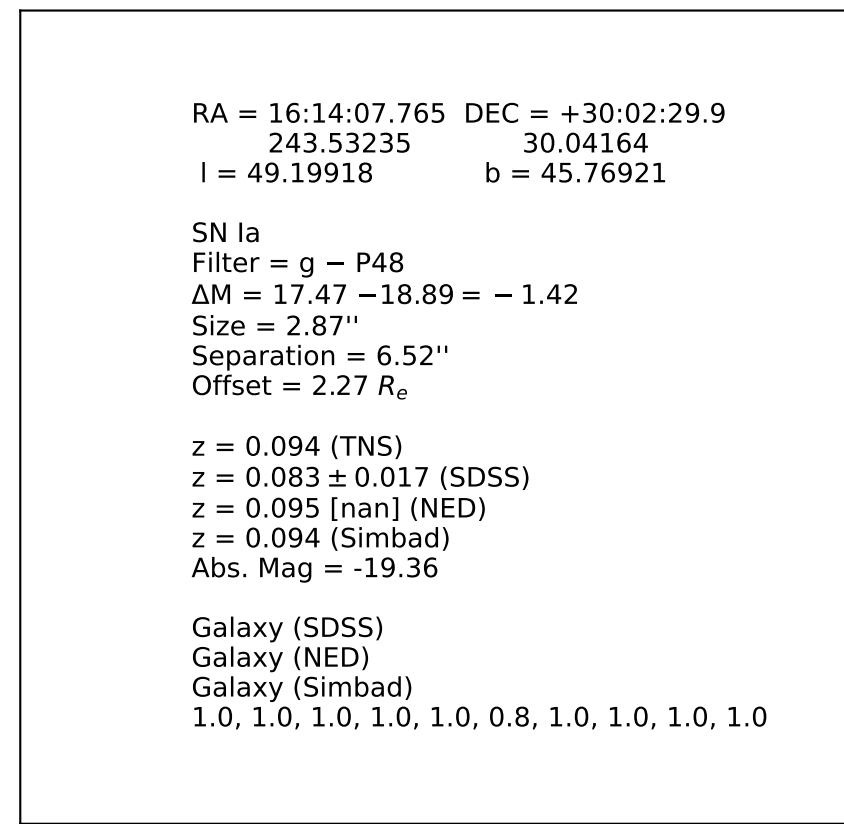 RA = 16:14:07.765 DEC = +30:02:29.9
243.53235 30.04164
l = 49.19918 b = 45.76921
SN Ia
Filter = g − P48
ΔM = 17.47 −18.89 = − 1.42
Size = 2.87''
Separation = 6.52''
Offset = 2.27 Rₑ
z = 0.094 (TNS)
z = 0.083 ± 0.017 (SDSS)
z = 0.095 [nan] (NED)
z = 0.094 (Simbad)
Abs. Mag = -19.36
Galaxy (SDSS)
Galaxy (NED)
Galaxy (Simbad)
1.0, 1.0, 1.0, 1.0, 1.0, 0.8, 1.0, 1.0, 1.0, 1.0